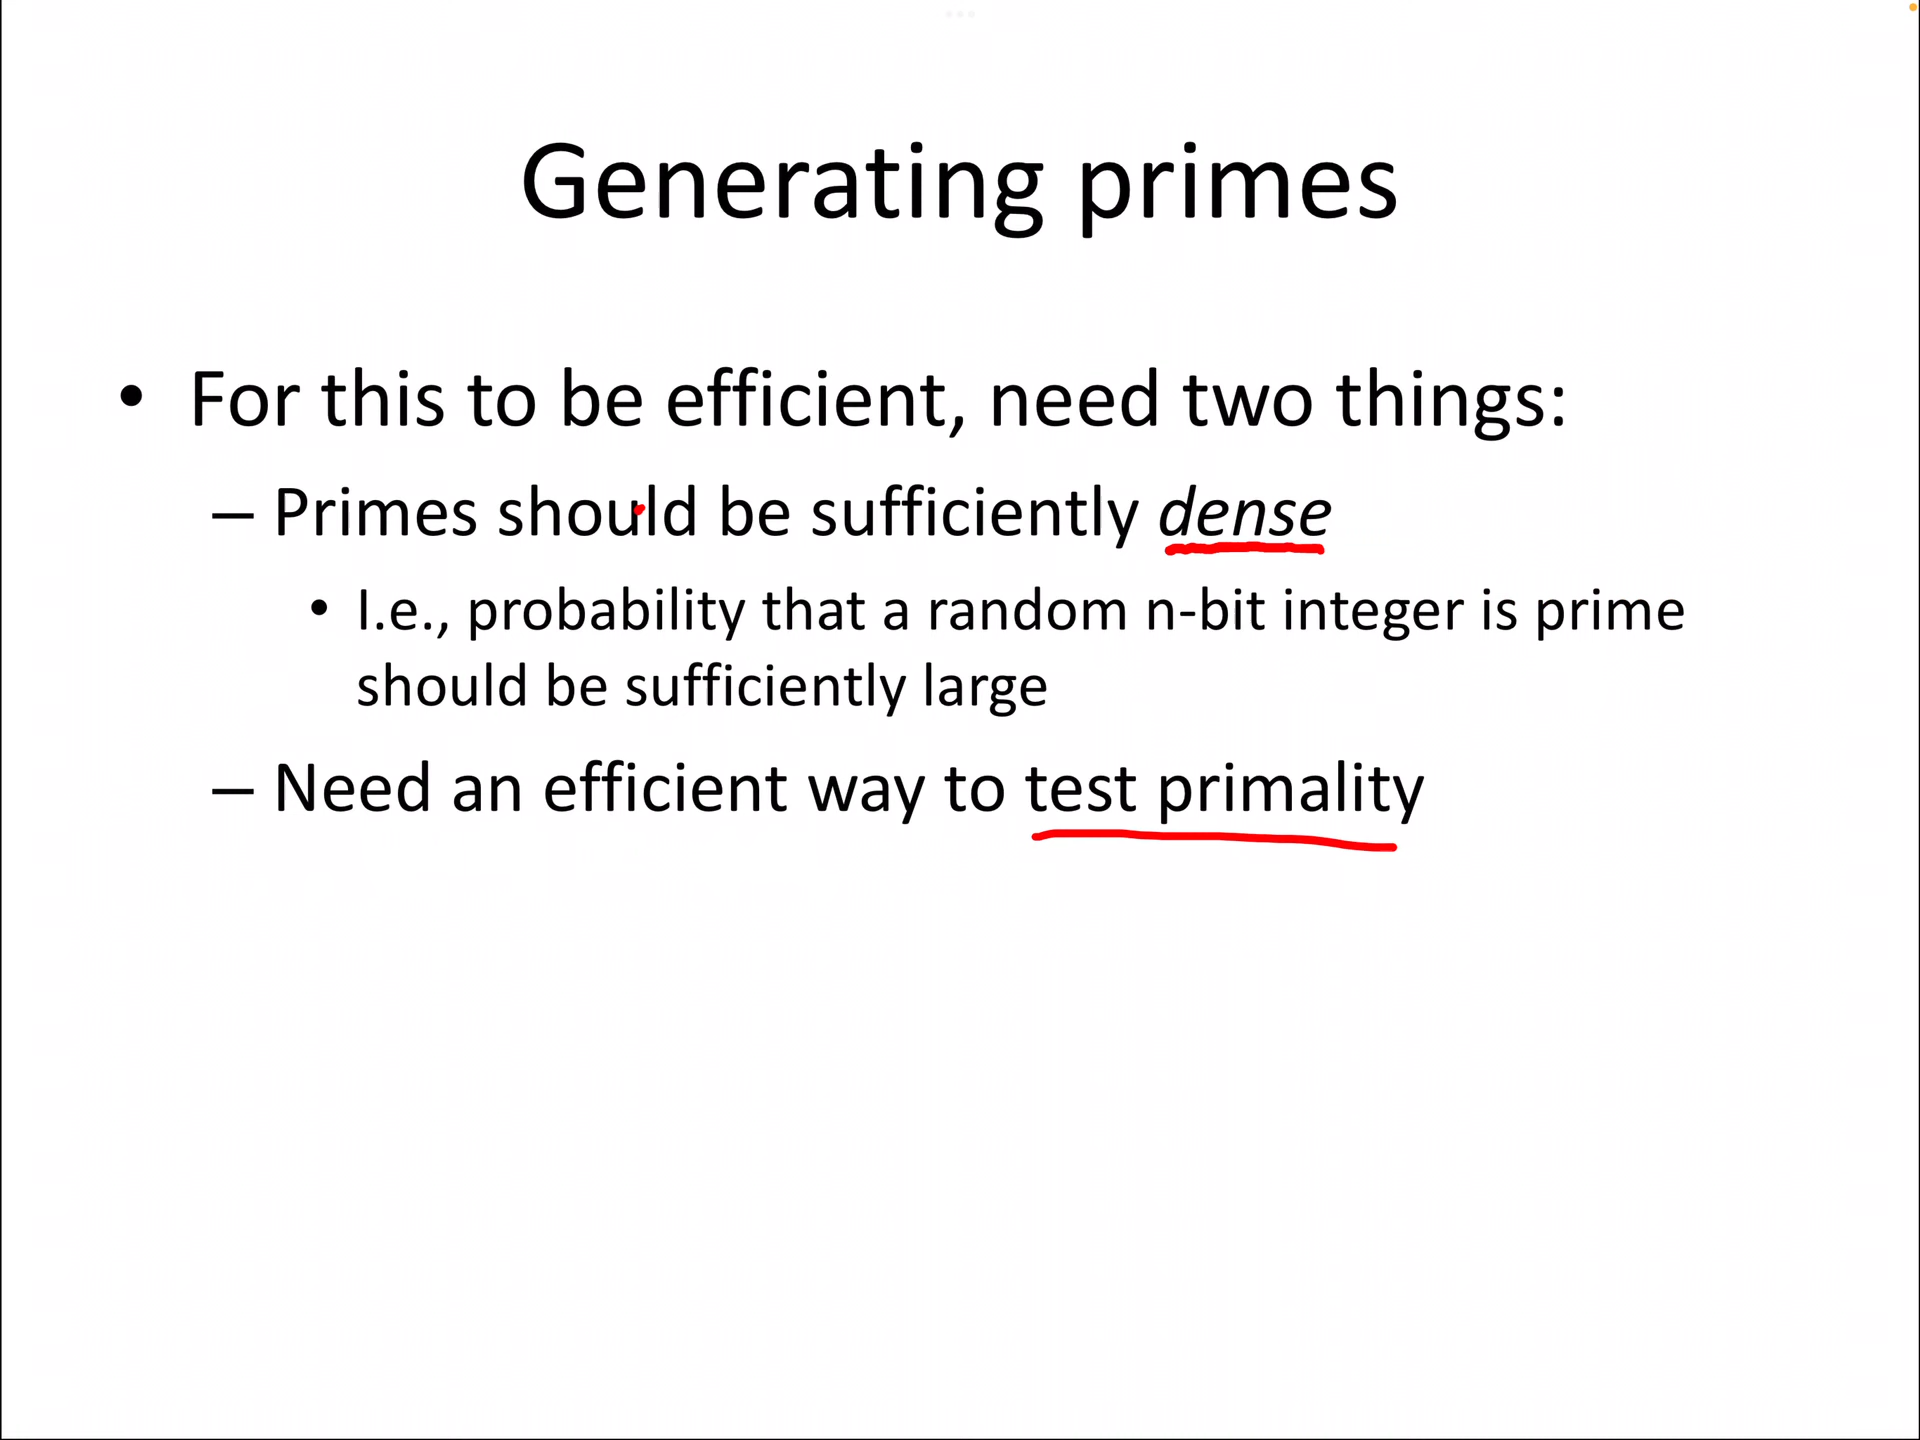 Generating primes
• For this to be efficient, need two things:
– Primes should be sufficiently dense
• I.e., probability that a random n-bit integer is prime
should be sufficiently large
– Need an efficient way to test primality